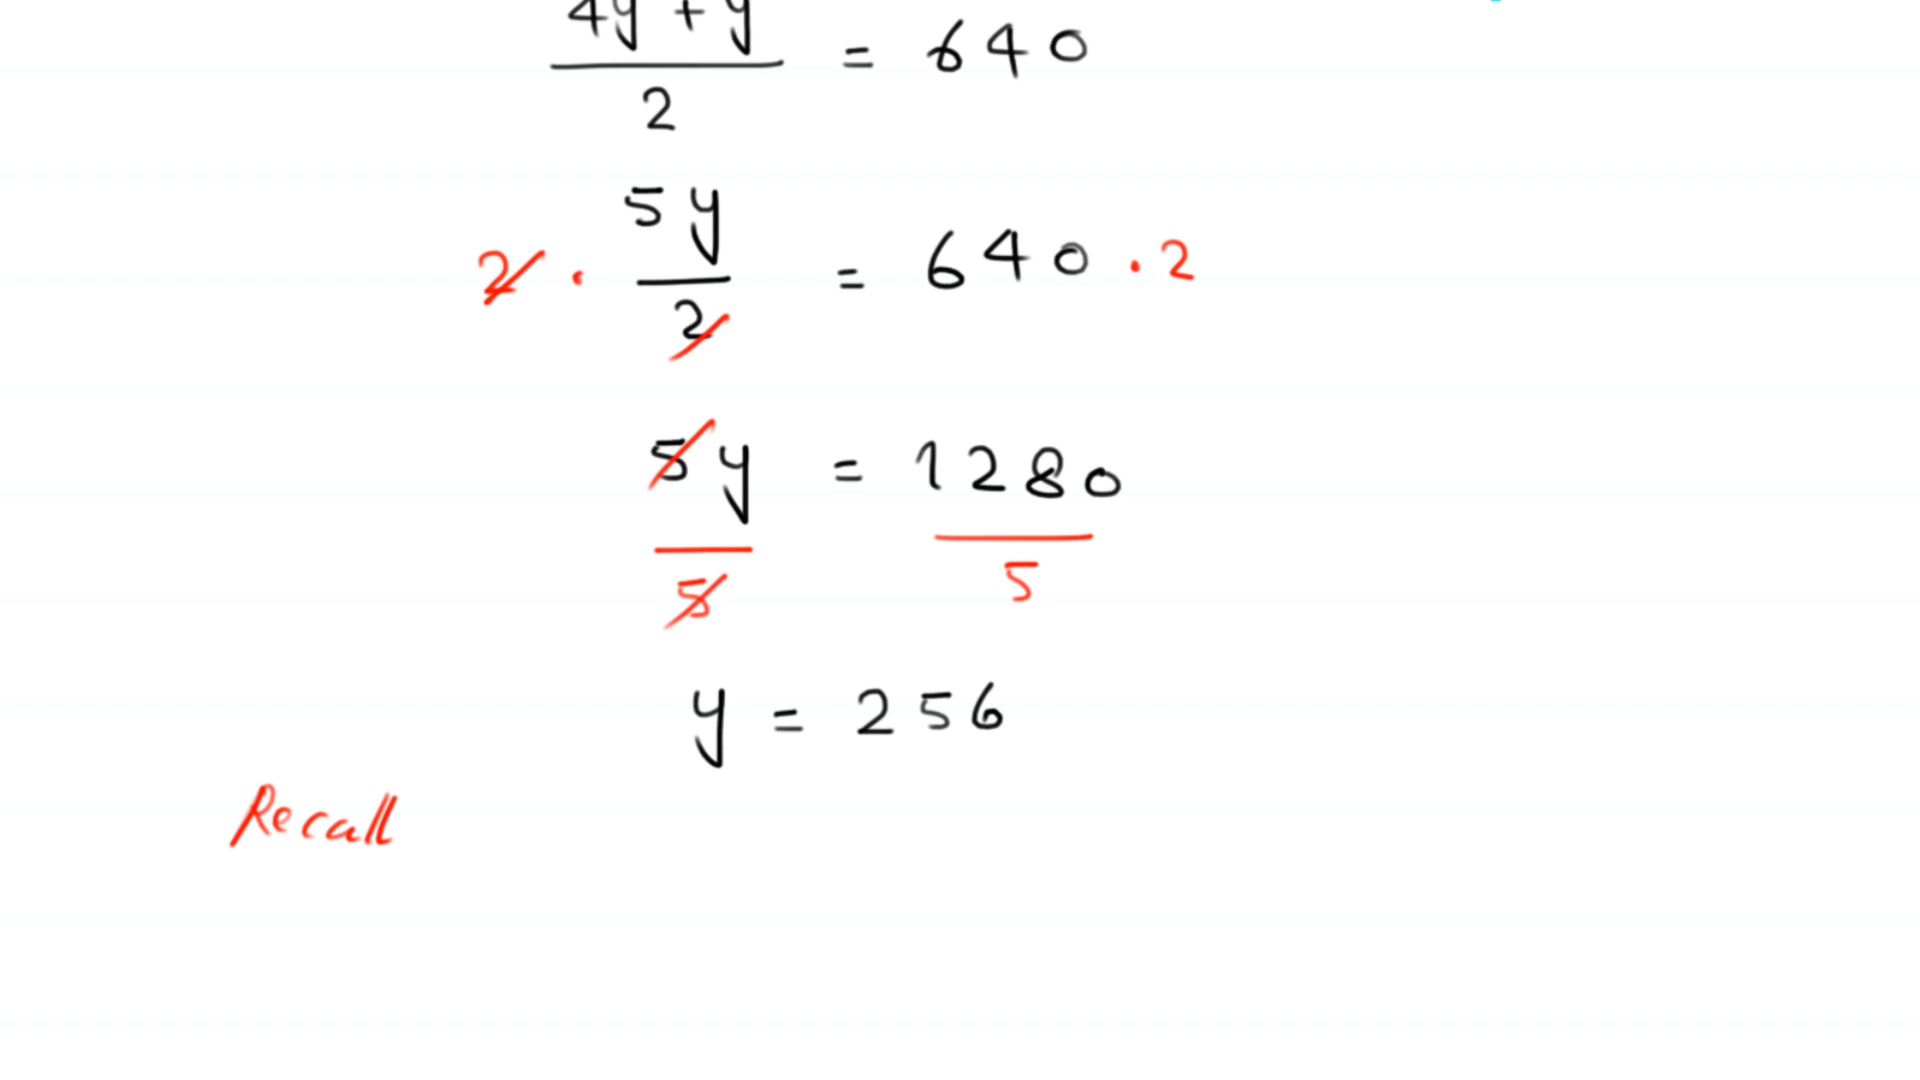 4y + y / 2 = 640
2 · 5y / 2 = 640 · 2
5y / 5 = 1280 / 5
y = 256
Recall